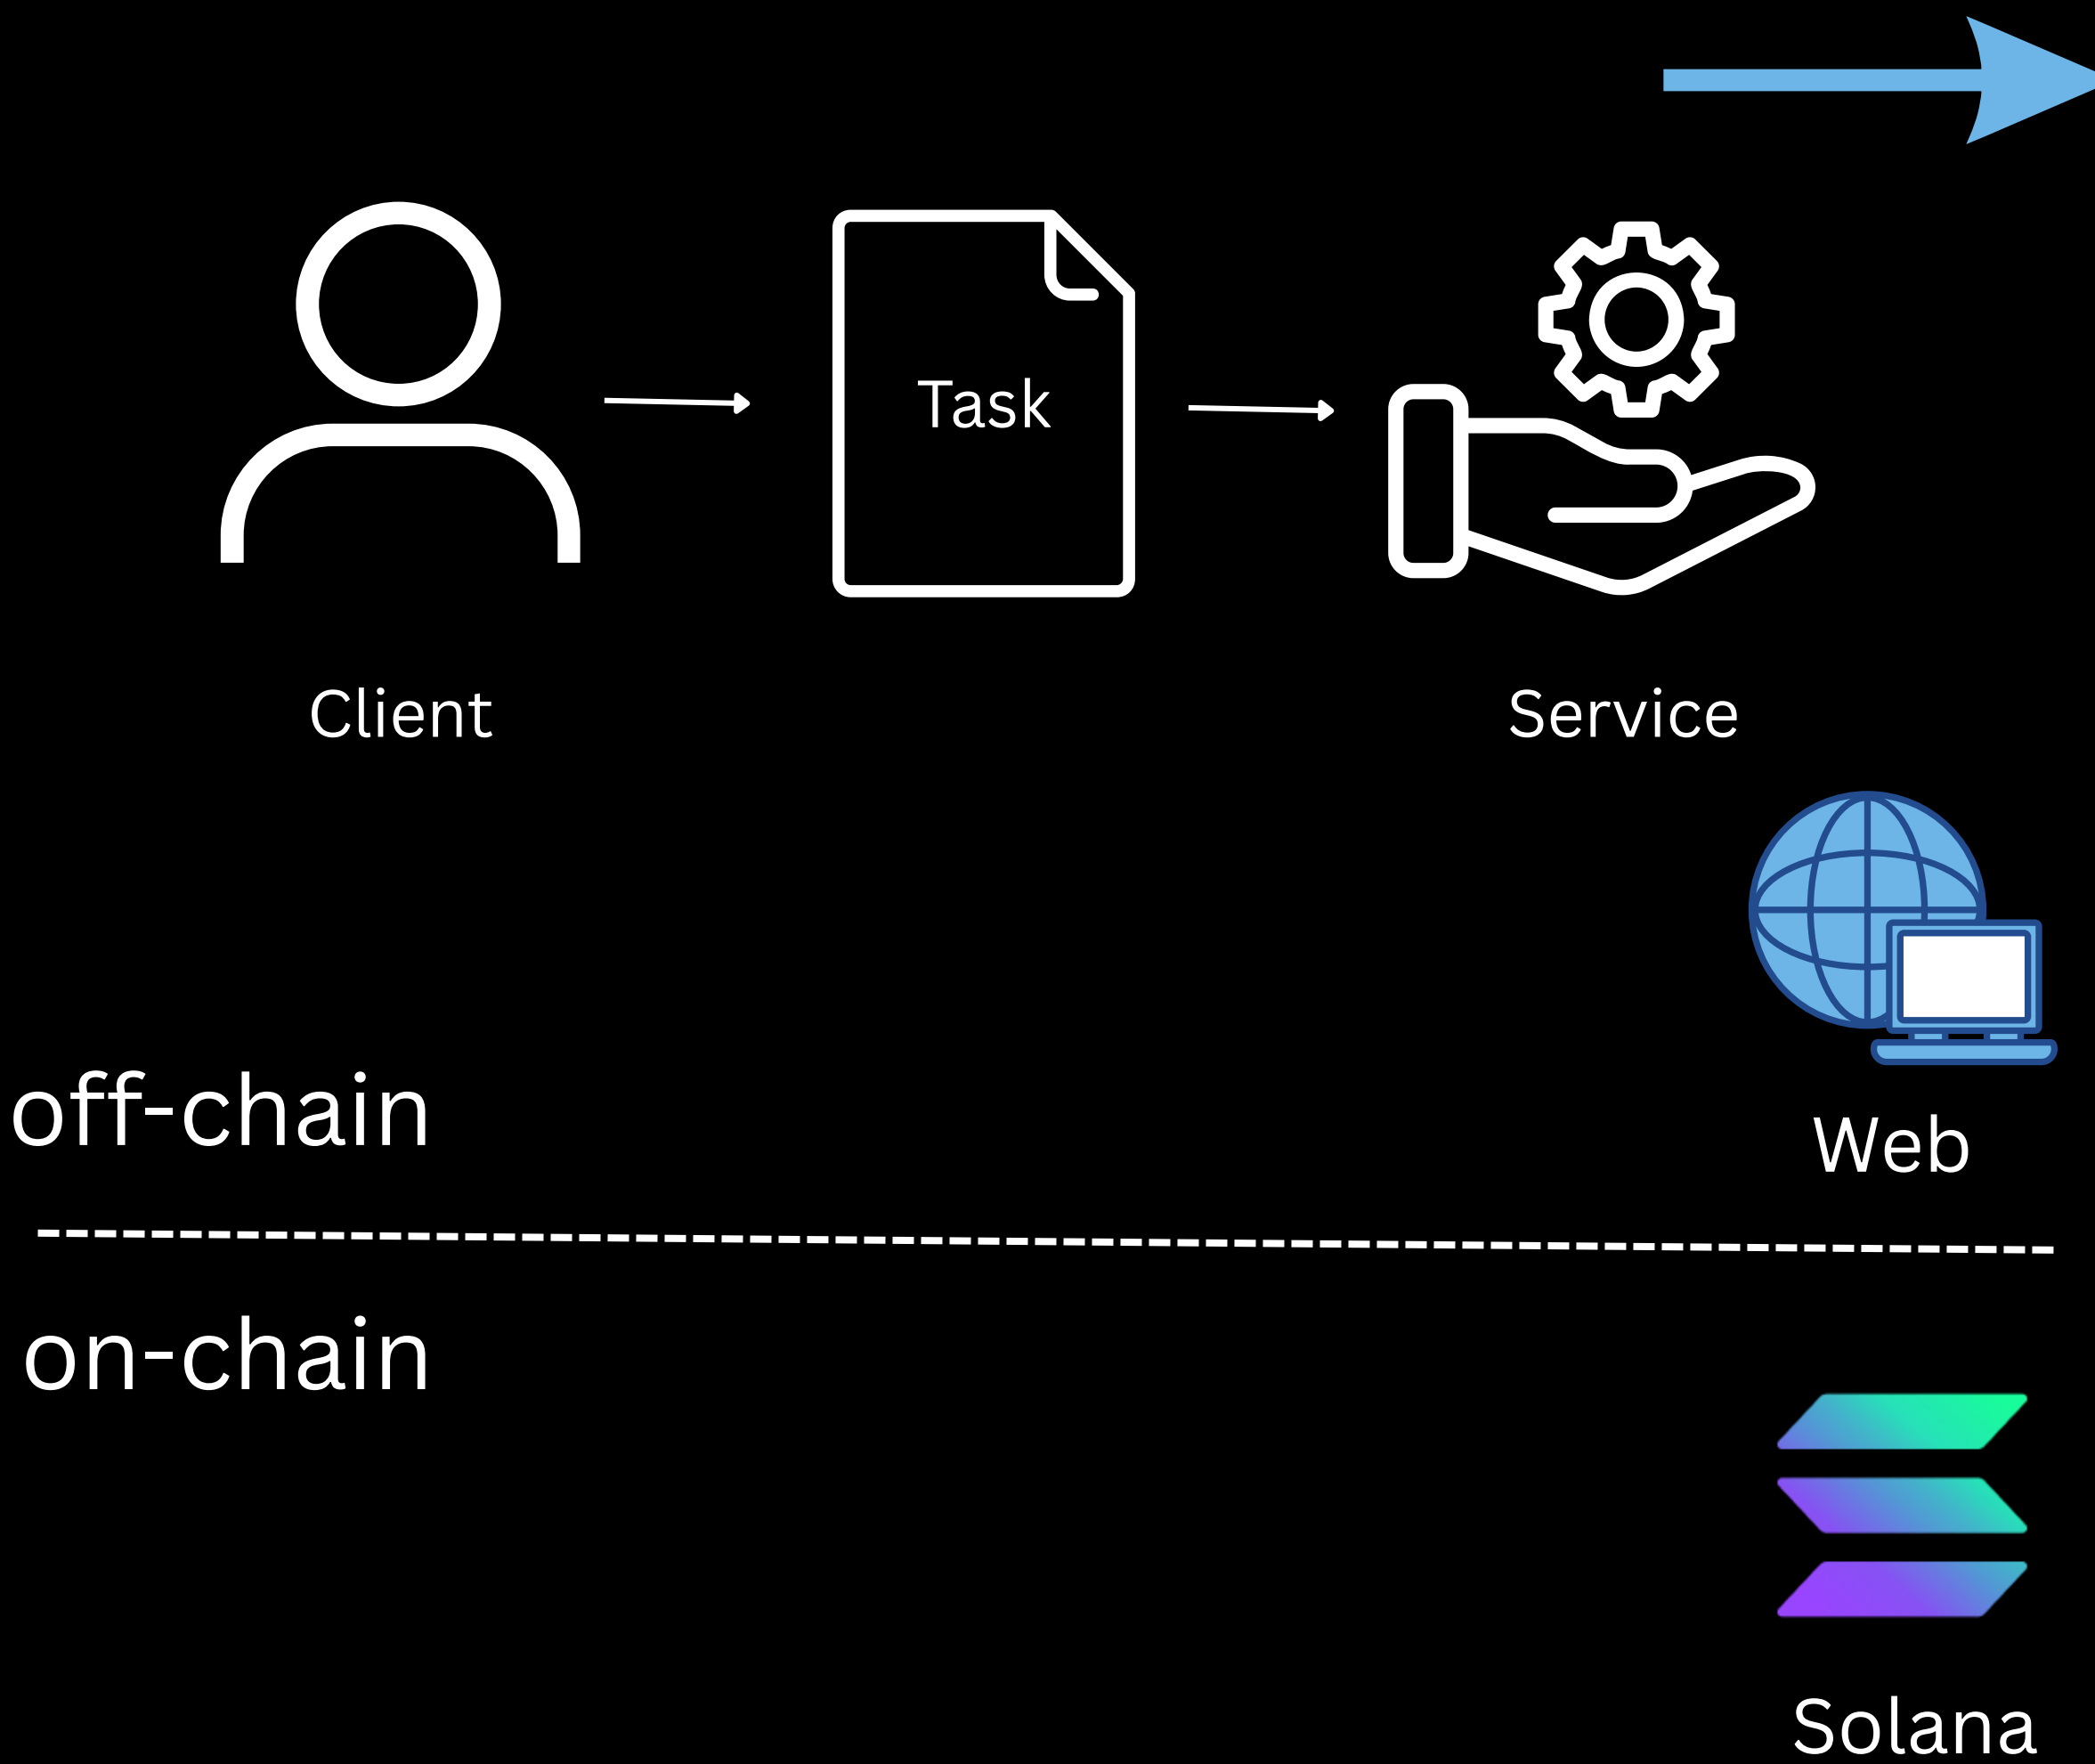 Task
Client
Service
off-chain
Web
on-chain
Solana